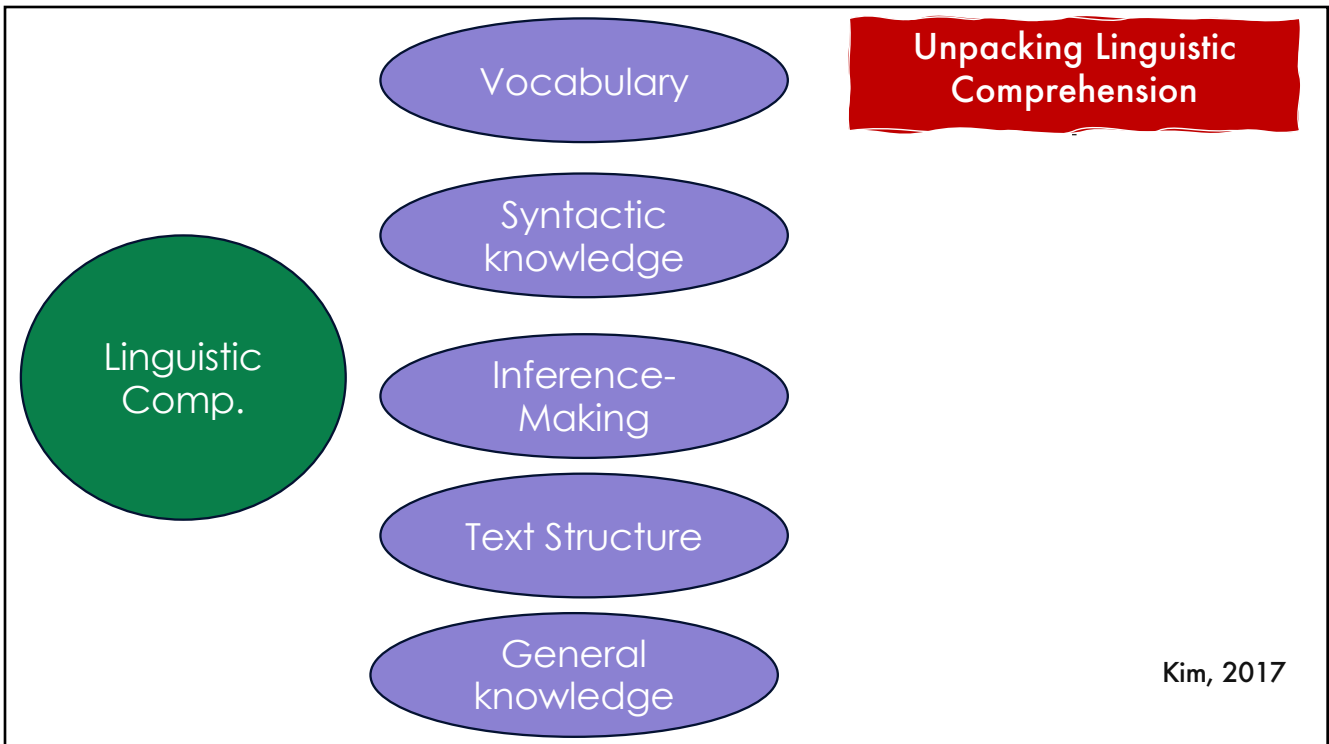 Unpacking Linguistic
Comprehension
Vocabulary
Syntactic
knowledge
Linguistic
Comp.
Inference-
Making
Text Structure
General
knowledge
Kim, 2017